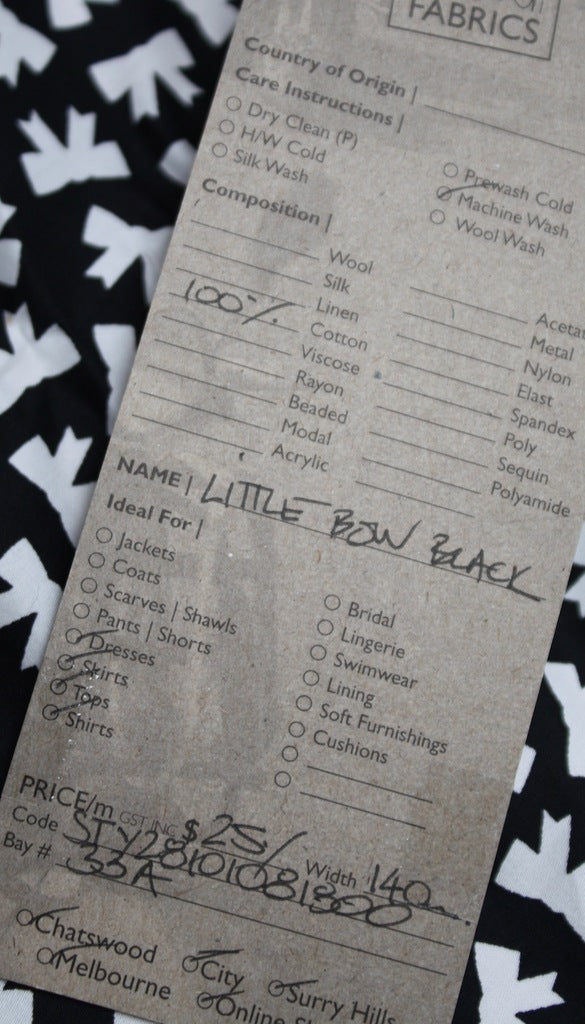 FABRICS
Country of Origin |
Care Instructions |
Dry Clean (P)
H/W Cold
Silk Wash
Prewash Cold
Machine Wash
Wool Wash
Composition |
Wool
Silk
Linen
100% Cotton
Viscose
Rayon
Beaded
Modal
Acrylic
Metal
Nylon
Elast
Spandex
Poly
Sequin
Polyamide
NAME | LITTLE BOW BLACK
Ideal For |
Jackets
Coats
Scarves | Shawls
Pants | Shorts
Dresses
Skirts
Tops
Shirts
Bridal
Lingerie
Swimwear
Lining
Soft Furnishings
Cushions
PRICE/m GST INC $25/ Width 140
Code STY28101081300
Bay # 33A
Chatswood City Surry Hills
Melbourne Online